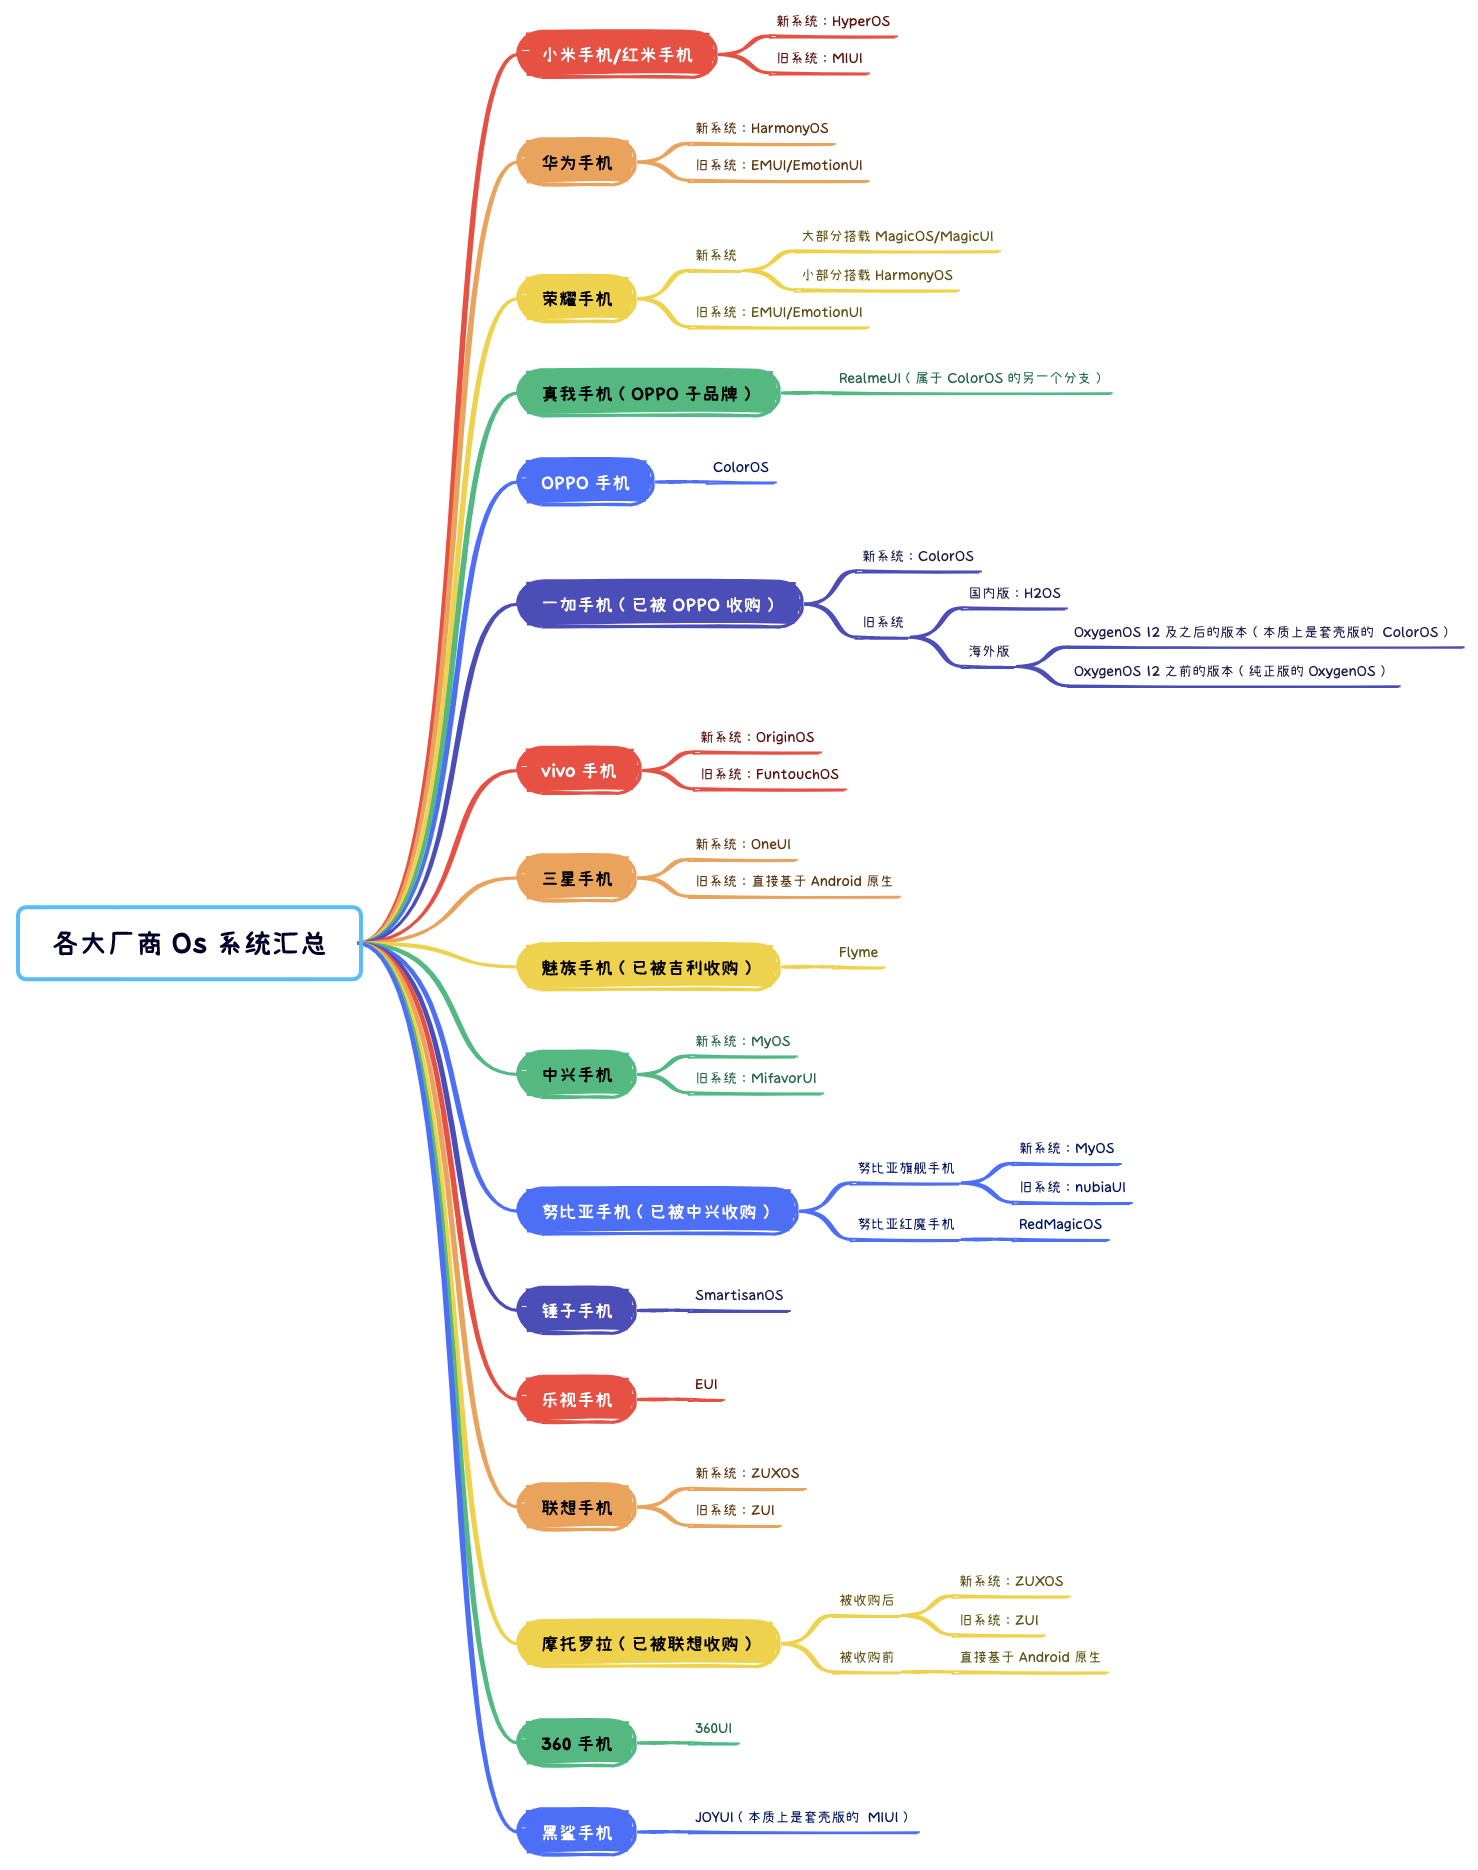 各大厂商 Os 系统汇总
小米手机/红米手机
新系统：HyperOS
旧系统：MIUI
华为手机
新系统：HarmonyOS
旧系统：EMUI/EmotionUI
荣耀手机
新系统
大部分搭载 MagicOS/MagicUI
小部分搭载 HarmonyOS
旧系统：EMUI/EmotionUI
真我手机（OPPO 子品牌）
RealmeUI（属于 ColorOS 的另一个分支）
OPPO 手机
ColorOS
一加手机（已被 OPPO 收购）
新系统：ColorOS
旧系统
国内版：H2OS
海外版
OxygenOS 12 及之后的版本（本质上是套壳版的 ColorOS）
OxygenOS 12 之前的版本（纯正版的 OxygenOS）
vivo 手机
新系统：OriginOS
旧系统：FuntouchOS
三星手机
新系统：OneUI
旧系统：直接基于 Android 原生
魅族手机（已被吉利收购）
Flyme
中兴手机
新系统：MyOS
旧系统：MifavorUI
努比亚手机（已被中兴收购）
努比亚旗舰手机
新系统：MyOS
旧系统：nubiaUI
努比亚红魔手机
RedMagicOS
锤子手机
SmartisanOS
乐视手机
EUI
联想手机
新系统：ZUXOS
旧系统：ZUI
摩托罗拉（已被联想收购）
被收购后
新系统：ZUXOS
旧系统：ZUI
被收购前
直接基于 Android 原生
360 手机
360UI
黑鲨手机
JOYUI（本质上是套壳版的 MIUI）